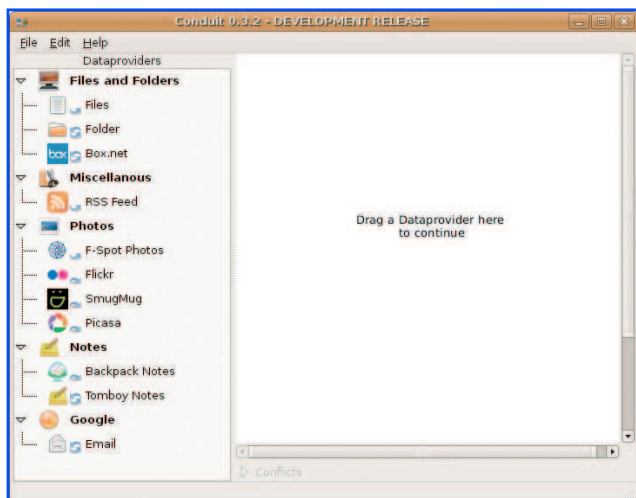 Conduit 0.3.2 - DEVELOPMENT RELEASE
File Edit Help
Dataproviders
Files and Folders
Files
Folder
box Box.net
Miscellanous
RSS Feed
Photos
F-Spot Photos
Flickr
SmugMug
Picasa
Notes
Backpack Notes
Tomboy Notes
Google
Email
Drag a Dataprovider here
to continue
Conflicts